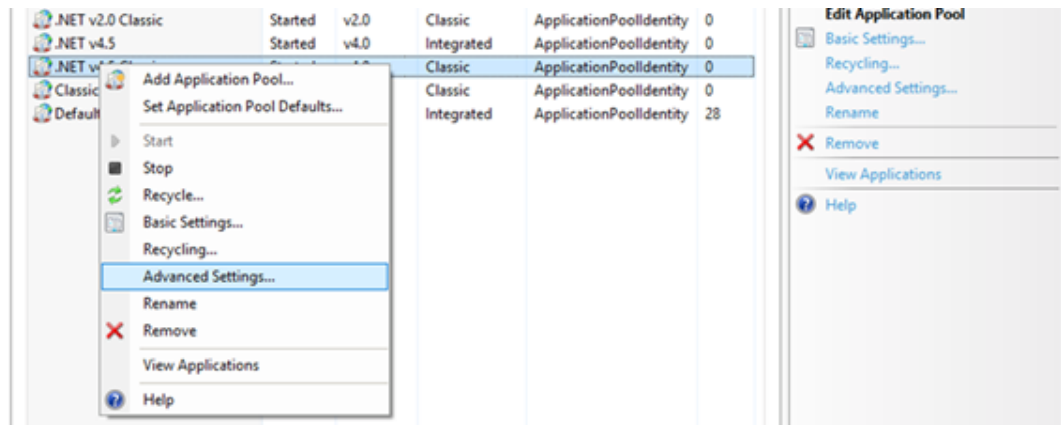 .NET v2.0 Classic Started v2.0 Classic ApplicationPoolIdentity 0
.NET v4.5 Started v4.0 Integrated ApplicationPoolIdentity 0
.NET Classic ApplicationPoolIdentity 0
Classic Classic ApplicationPoolIdentity 0
Default Integrated ApplicationPoolIdentity 28
Add Application Pool...
Set Application Pool Defaults...
Start
Stop
Recycle...
Basic Settings...
Recycling...
Advanced Settings...
Rename
Remove
View Applications
Help
Edit Application Pool
Basic Settings...
Recycling...
Advanced Settings...
Rename
Remove
View Applications
Help